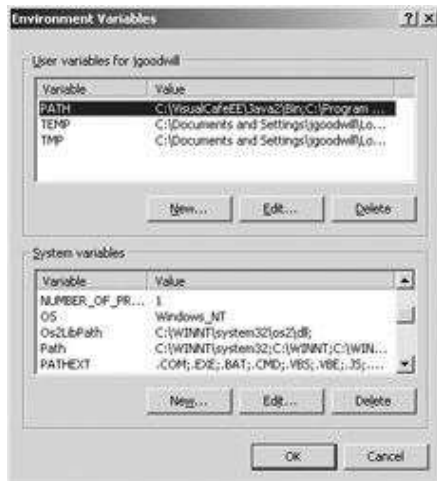 Environment Variables
User variables for jgoodwill
Variable Value
PATH C:\VisualCafeEE\Java2\Bin;C:\Program ...
TEMP C:\Documents and Settings\jgoodwill\Lo...
TMP C:\Documents and Settings\jgoodwill\Lo...
New... Edit... Delete
System variables
Variable Value
NUMBER_OF_PR... 1
OS Windows_NT
Os2LibPath C:\WINNT\system32\os2\dll;
Path C:\WINNT\system32;C:\WINNT;C:\WIN...
PATHEXT .COM;.EXE;.BAT;.CMD;.VBS;.VBE;.JS;....
New... Edit... Delete
OK Cancel